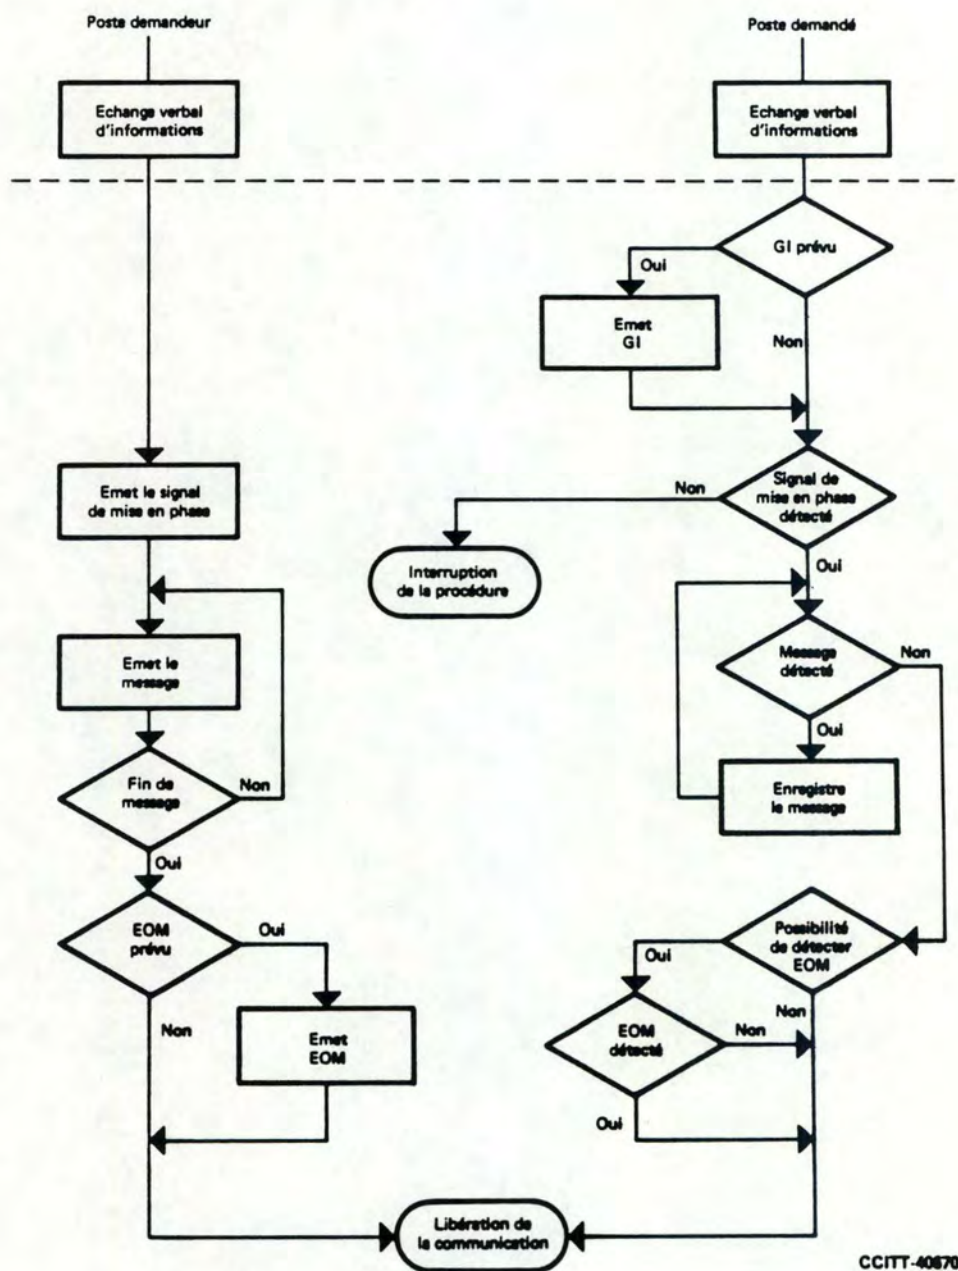 Poste demandeur
Echange verbal
d'informations
Emet le signal
de mise en phase
Emet le
message
Fin de
message
Non
Oui
EOM
prévu
Oui
Non
Emet
EOM
Poste demandé
Echange verbal
d'informations
GI prévu
Oui
Emet
GI
Non
Signal de
mise en phase
détecté
Non
Interruption
de la procédure
Oui
Message
détecté
Non
Oui
Enregistre
le message
Possibilité
de détecter
EOM
Oui
Non
EOM
détecté
Non
Oui
Libération de
la communication
CCITT-40670